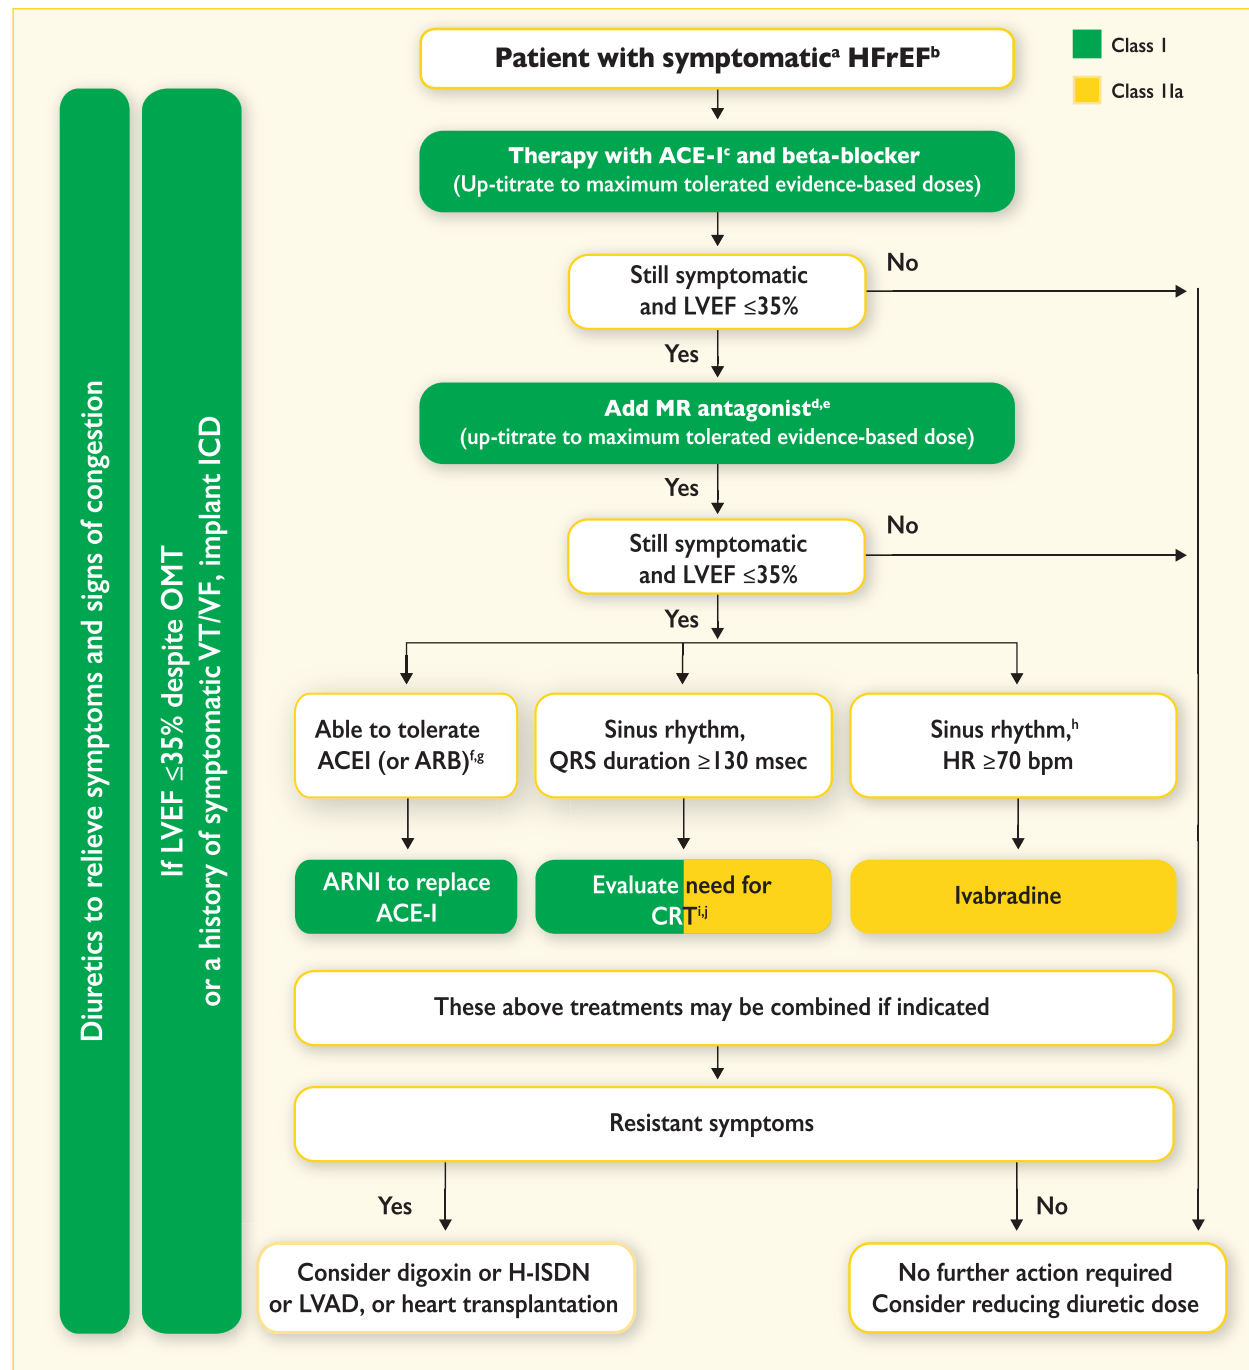 Patient with symptomaticᵃ HFrEFᵇ
Class I
Class IIa
Therapy with ACE-Iᶜ and beta-blocker
(Up-titrate to maximum tolerated evidence-based doses)
Still symptomatic
and LVEF ≤35%
No
Yes
Add MR antagonistᵈ,ᵉ
(up-titrate to maximum tolerated evidence-based dose)
Yes
Still symptomatic
and LVEF ≤35%
No
Yes
Able to tolerate
ACEI (or ARB)ᶠ,ᵍ
Sinus rhythm,
QRS duration ≥130 msec
Sinus rhythm,ʰ
HR ≥70 bpm
ARNI to replace
ACE-I
Evaluate need for
CRTⁱ,ʲ
Ivabradine
These above treatments may be combined if indicated
Resistant symptoms
Yes
No
Consider digoxin or H-ISDN
or LVAD, or heart transplantation
No further action required
Consider reducing diuretic dose
Diuretics to relieve symptoms and signs of congestion
If LVEF ≤35% despite OMT
or a history of symptomatic VT/VF, implant ICD